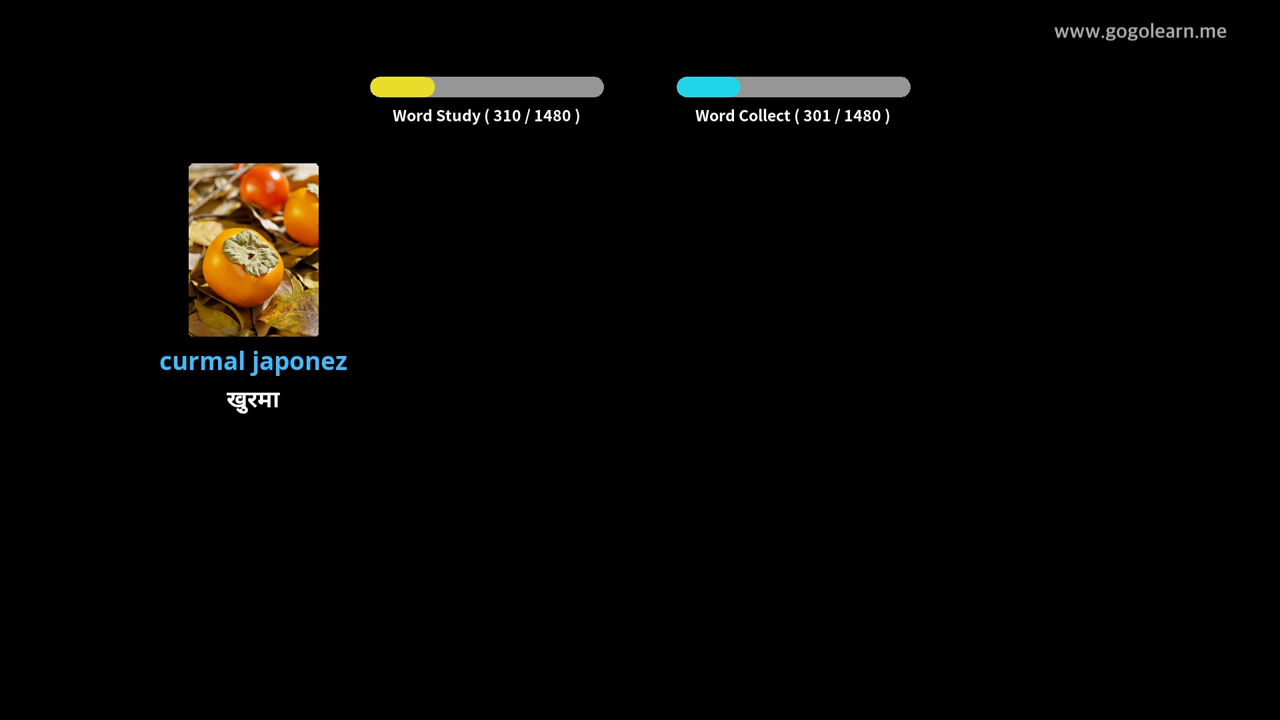 www.gogolearn.me
Word Study ( 310 / 1480 )
Word Collect ( 301 / 1480 )
curmal japonez
खुरमा